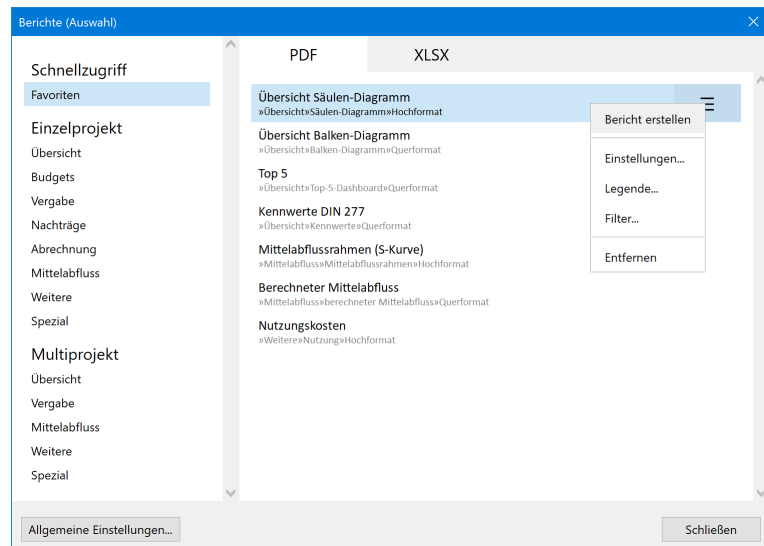 Berichte (Auswahl)
Schnellzugriff
Favoriten
Einzelprojekt
Übersicht
Budgets
Vergabe
Nachträge
Abrechnung
Mittelabfluss
Weitere
Spezial
Multiprojekt
Übersicht
Vergabe
Mittelabfluss
Weitere
Spezial
PDF XLSX
Übersicht Säulen-Diagramm
»Übersicht»Säulen-Diagramm»Hochformat
Übersicht Balken-Diagramm
»Übersicht»Balken-Diagramm»Querformat
Top 5
»Übersicht»Top-5-Dashboard»Querformat
Kennwerte DIN 277
»Übersicht»Kennwerte»Querformat
Mittelabflussrahmen (S-Kurve)
»Mittelabfluss»Mittelabflussrahmen»Hochformat
Berechneter Mittelabfluss
»Mittelabfluss»berechneter Mittelabfluss»Querformat
Nutzungskosten
»Weitere»Nutzung»Hochformat
Bericht erstellen
Einstellungen...
Legende...
Filter...
Entfernen
Allgemeine Einstellungen...
Schließen